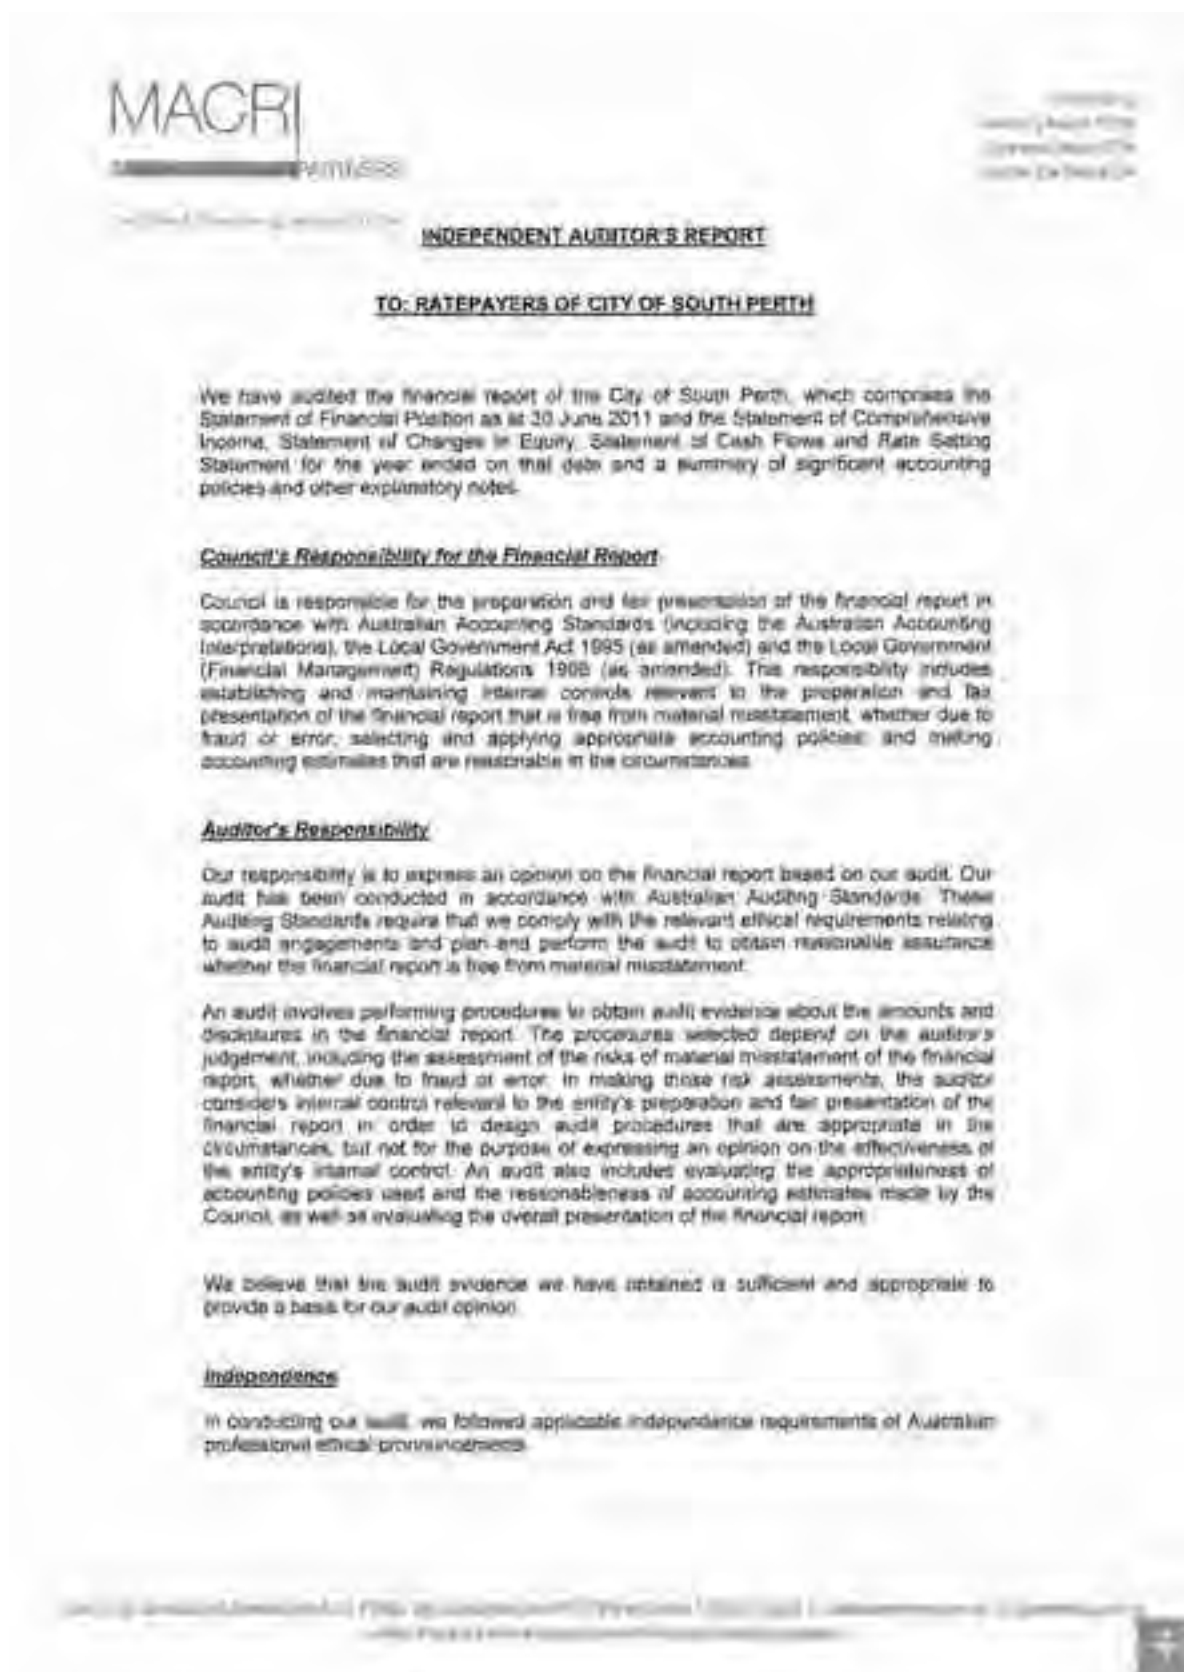 MACRI
PARTNERS
INDEPENDENT AUDITOR'S REPORT
TO: RATEPAYERS OF CITY OF SOUTH PERTH
We have audited the financial report of the City of South Perth, which comprises the
Statement of Financial Position as at 30 June 2011 and the Statement of Comprehensive
Income, Statement of Changes in Equity, Statement of Cash Flows and Rate Setting
Statement for the year ended on that date and a summary of significant accounting
policies and other explanatory notes.
Council's Responsibility for the Financial Report
Council is responsible for the preparation and fair presentation of the financial report in
accordance with Australian Accounting Standards (including the Australian Accounting
Interpretations), the Local Government Act 1995 (as amended) and the Local Government
(Financial Management) Regulations 1996 (as amended). This responsibility includes
establishing and maintaining internal controls relevant to the preparation and fair
presentation of the financial report that is free from material misstatement, whether due to
fraud or error; selecting and applying appropriate accounting policies; and making
accounting estimates that are reasonable in the circumstances.
Auditor's Responsibility
Our responsibility is to express an opinion on the financial report based on our audit. Our
audit has been conducted in accordance with Australian Auditing Standards. These
Auditing Standards require that we comply with the relevant ethical requirements relating
to audit engagements and plan and perform the audit to obtain reasonable assurance
whether the financial report is free from material misstatement.
An audit involves performing procedures to obtain audit evidence about the amounts and
disclosures in the financial report. The procedures selected depend on the auditor's
judgement, including the assessment of the risks of material misstatement of the financial
report, whether due to fraud or error. In making those risk assessments, the auditor
considers internal control relevant to the entity's preparation and fair presentation of the
financial report in order to design audit procedures that are appropriate in the
circumstances, but not for the purpose of expressing an opinion on the effectiveness of
the entity's internal control. An audit also includes evaluating the appropriateness of
accounting policies used and the reasonableness of accounting estimates made by the
Council, as well as evaluating the overall presentation of the financial report.
We believe that the audit evidence we have obtained is sufficient and appropriate to
provide a basis for our audit opinion.
Independence
In conducting our audit, we followed applicable independence requirements of Australian
professional ethical pronouncements.